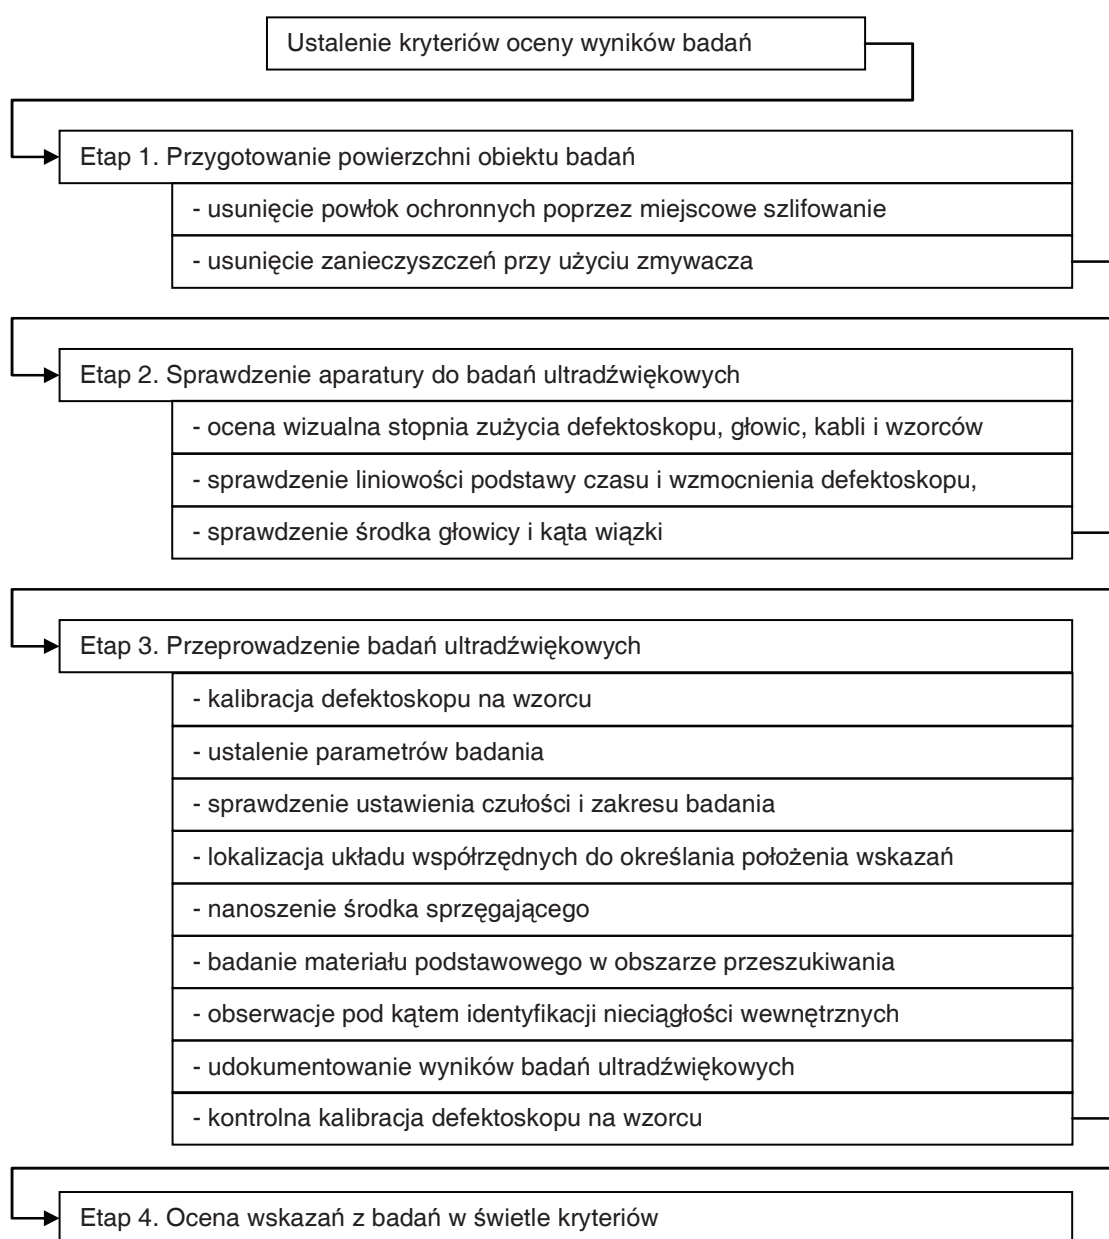 Ustalenie kryteriów oceny wyników badań
Etap 1. Przygotowanie powierzchni obiektu badań
- usunięcie powłok ochronnych poprzez miejscowe szlifowanie
- usunięcie zanieczyszczeń przy użyciu zmywacza
Etap 2. Sprawdzenie aparatury do badań ultradźwiękowych
- ocena wizualna stopnia zużycia defektoskopu, głowic, kabli i wzorców
- sprawdzenie liniowości podstawy czasu i wzmocnienia defektoskopu,
- sprawdzenie środka głowicy i kąta wiązki
Etap 3. Przeprowadzenie badań ultradźwiękowych
- kalibracja defektoskopu na wzorcu
- ustalenie parametrów badania
- sprawdzenie ustawienia czułości i zakresu badania
- lokalizacja układu współrzędnych do określania położenia wskazań
- nanoszenie środka sprzęgającego
- badanie materiału podstawowego w obszarze przeszukiwania
- obserwacje pod kątem identyfikacji nieciągłości wewnętrznych
- udokumentowanie wyników badań ultradźwiękowych
- kontrolna kalibracja defektoskopu na wzorcu
Etap 4. Ocena wskazań z badań w świetle kryteriów